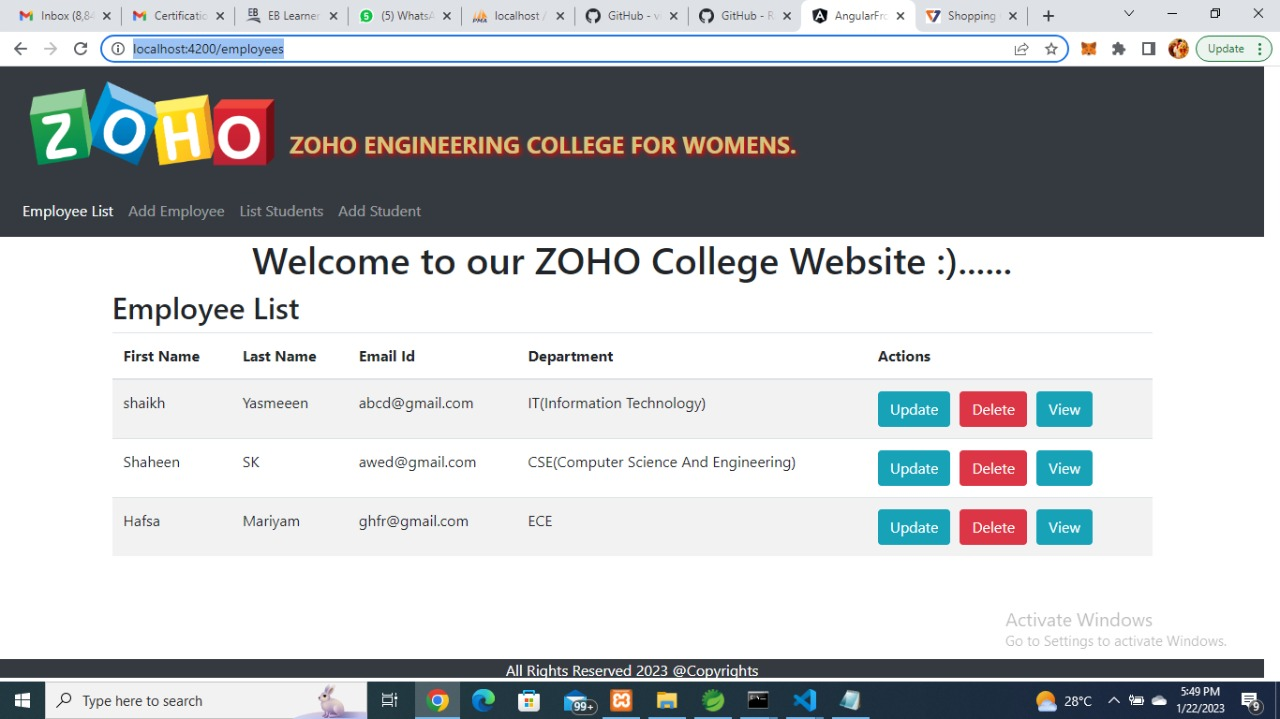 Inbox (8,84
Certificatio
EB Learner
(5) WhatsA
localhost /
GitHub - v
GitHub - R
AngularFro
Shopping
localhost:4200/employees
Update
ZOHO
ZOHO ENGINEERING COLLEGE FOR WOMENS.
Employee List Add Employee List Students Add Student
Welcome to our ZOHO College Website :)......
Employee List
First Name Last Name Email Id Department Actions
shaikh Yasmeeen abcd@gmail.com IT(Information Technology) Update Delete View
Shaheen SK awed@gmail.com CSE(Computer Science And Engineering) Update Delete View
Hafsa Mariyam ghfr@gmail.com ECE Update Delete View
Activate Windows
Go to Settings to activate Windows.
All Rights Reserved 2023 @Copyrights
Type here to search
99+
28°C
5:49 PM
1/22/2023
9